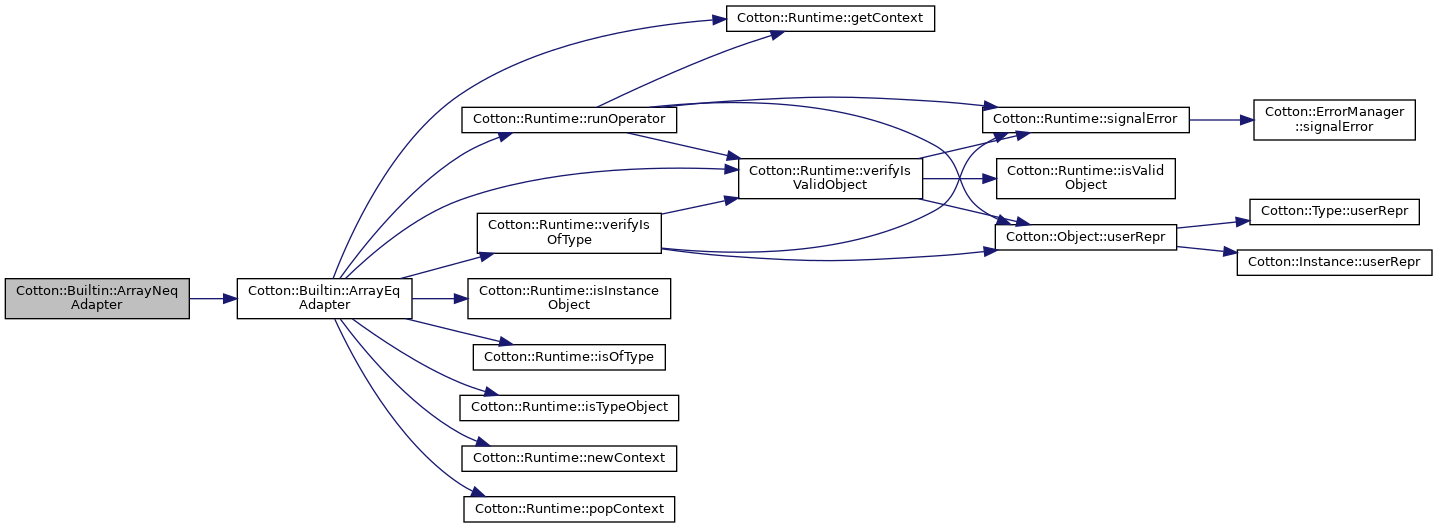 Cotton::Runtime::getContext
Cotton::Runtime::runOperator
Cotton::Runtime::signalError
Cotton::ErrorManager
::signalError
Cotton::Runtime::verifyIs
ValidObject
Cotton::Runtime::isValid
Object
Cotton::Runtime::verifyIs
OfType
Cotton::Object::userRepr
Cotton::Type::userRepr
Cotton::Instance::userRepr
Cotton::Builtin::ArrayNeq
Adapter
Cotton::Builtin::ArrayEq
Adapter
Cotton::Runtime::isInstance
Object
Cotton::Runtime::isOfType
Cotton::Runtime::isTypeObject
Cotton::Runtime::newContext
Cotton::Runtime::popContext